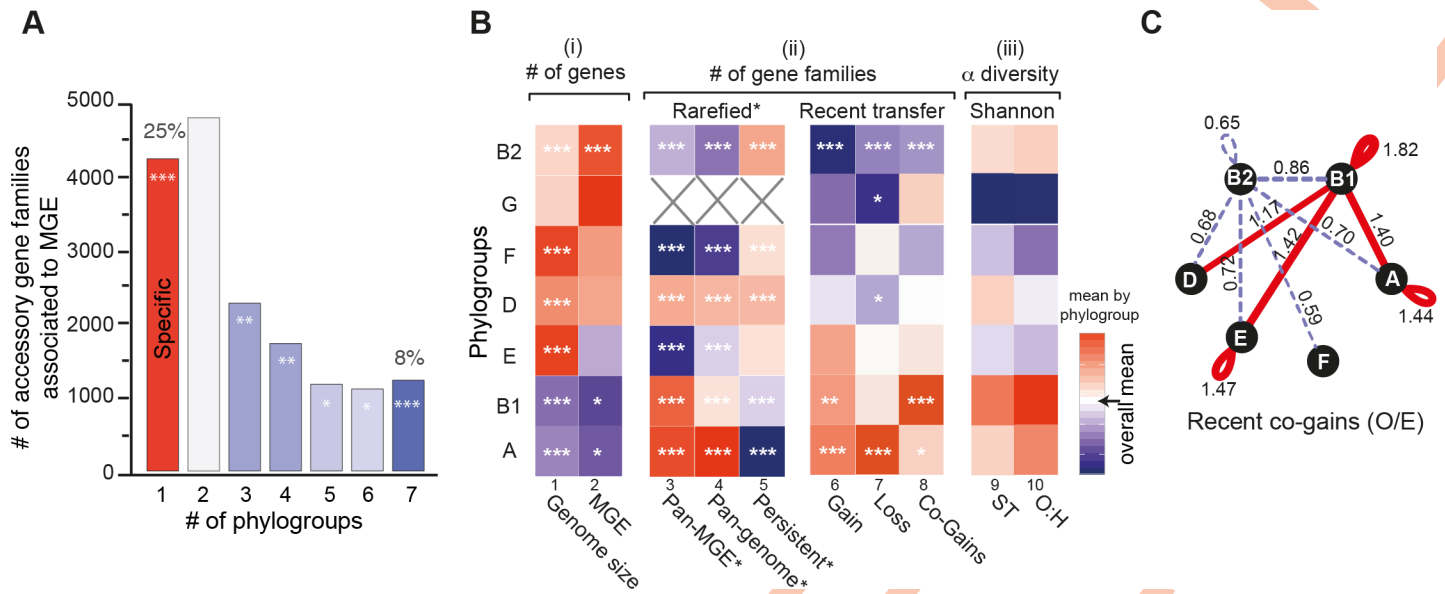 A
# of accessory gene families
associated to MGE
5000
4000
3000
2000
1000
0
25%
***
Specific
**
**
*
*
8%
***
1 2 3 4 5 6 7
# of phylogroups
B
(i)
# of genes
(ii)
# of gene families
(iii)
α diversity
Rarefied*
Recent transfer
Shannon
Phylogroups
B2 *** *** *** *** *** *** *** ***
G *
F *** *** *** ***
D *** *** *** *** *
E *** *** ***
B1 *** * *** *** *** ** ***
A *** * *** *** *** *** *** *
1 2 3 4 5 6 7 8 9 10
Genome size
MGE
Pan-MGE*
Pan-genome*
Persistent*
Gain
Loss
Co-Gains
ST
O:H
mean by
phylogroup
overall mean
C
0.65
B2
0.86
B1
1.82
0.68
1.17
0.72
1.42
0.70
1.40
0.59
D
A
1.44
E
F
1.47
Recent co-gains (O/E)